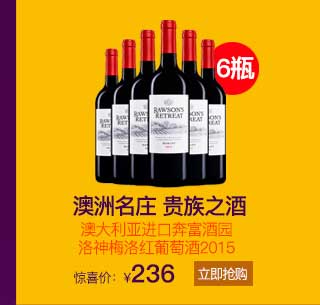 6瓶
RAWSON'S
RETREAT
澳洲名庄 贵族之酒
澳大利亚进口奔富酒园
洛神梅洛红葡萄酒2015
惊喜价：¥236 立即抢购